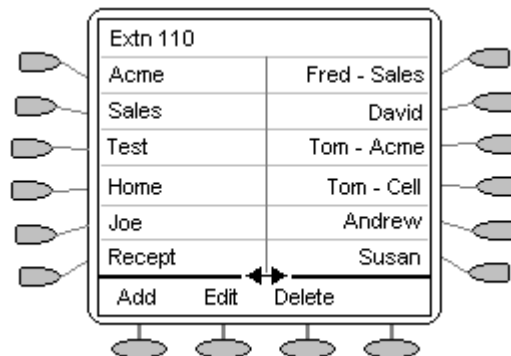 Extn 110
Acme Fred - Sales
Sales David
Test Tom - Acme
Home Tom - Cell
Joe Andrew
Recept Susan
Add Edit Delete